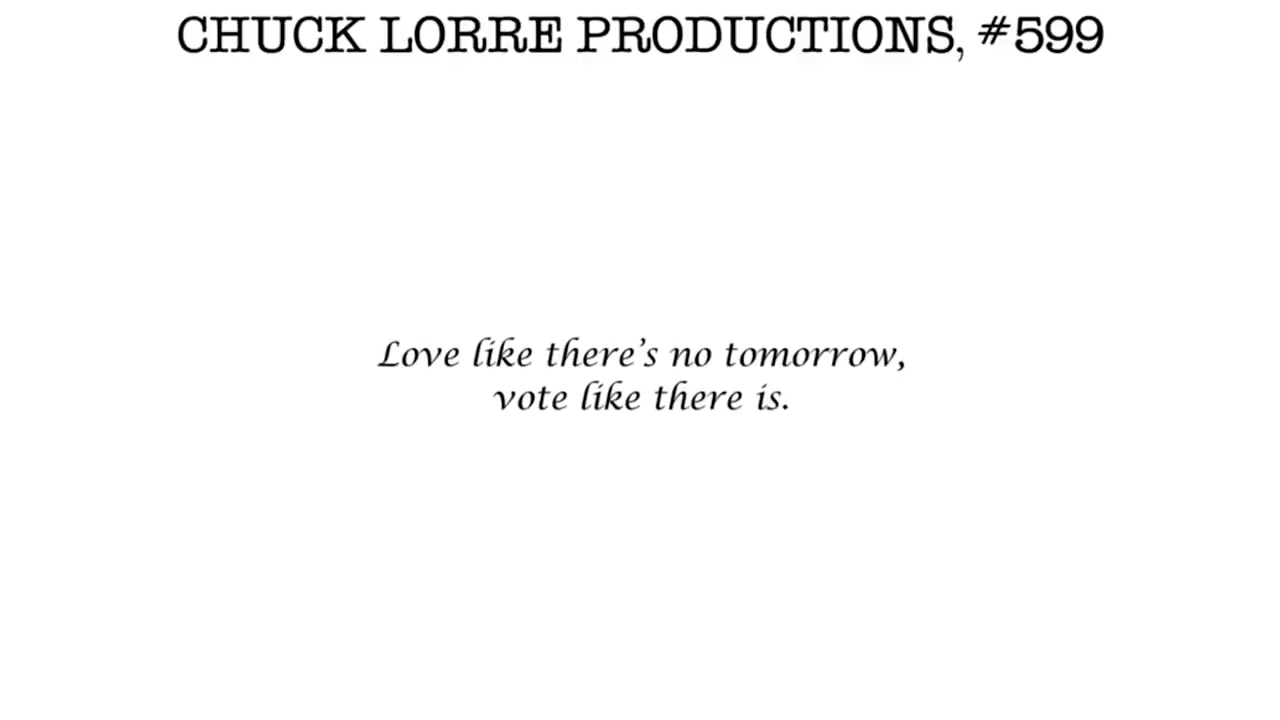 CHUCK LORRE PRODUCTIONS, #599
Love like there’s no tomorrow,
vote like there is.